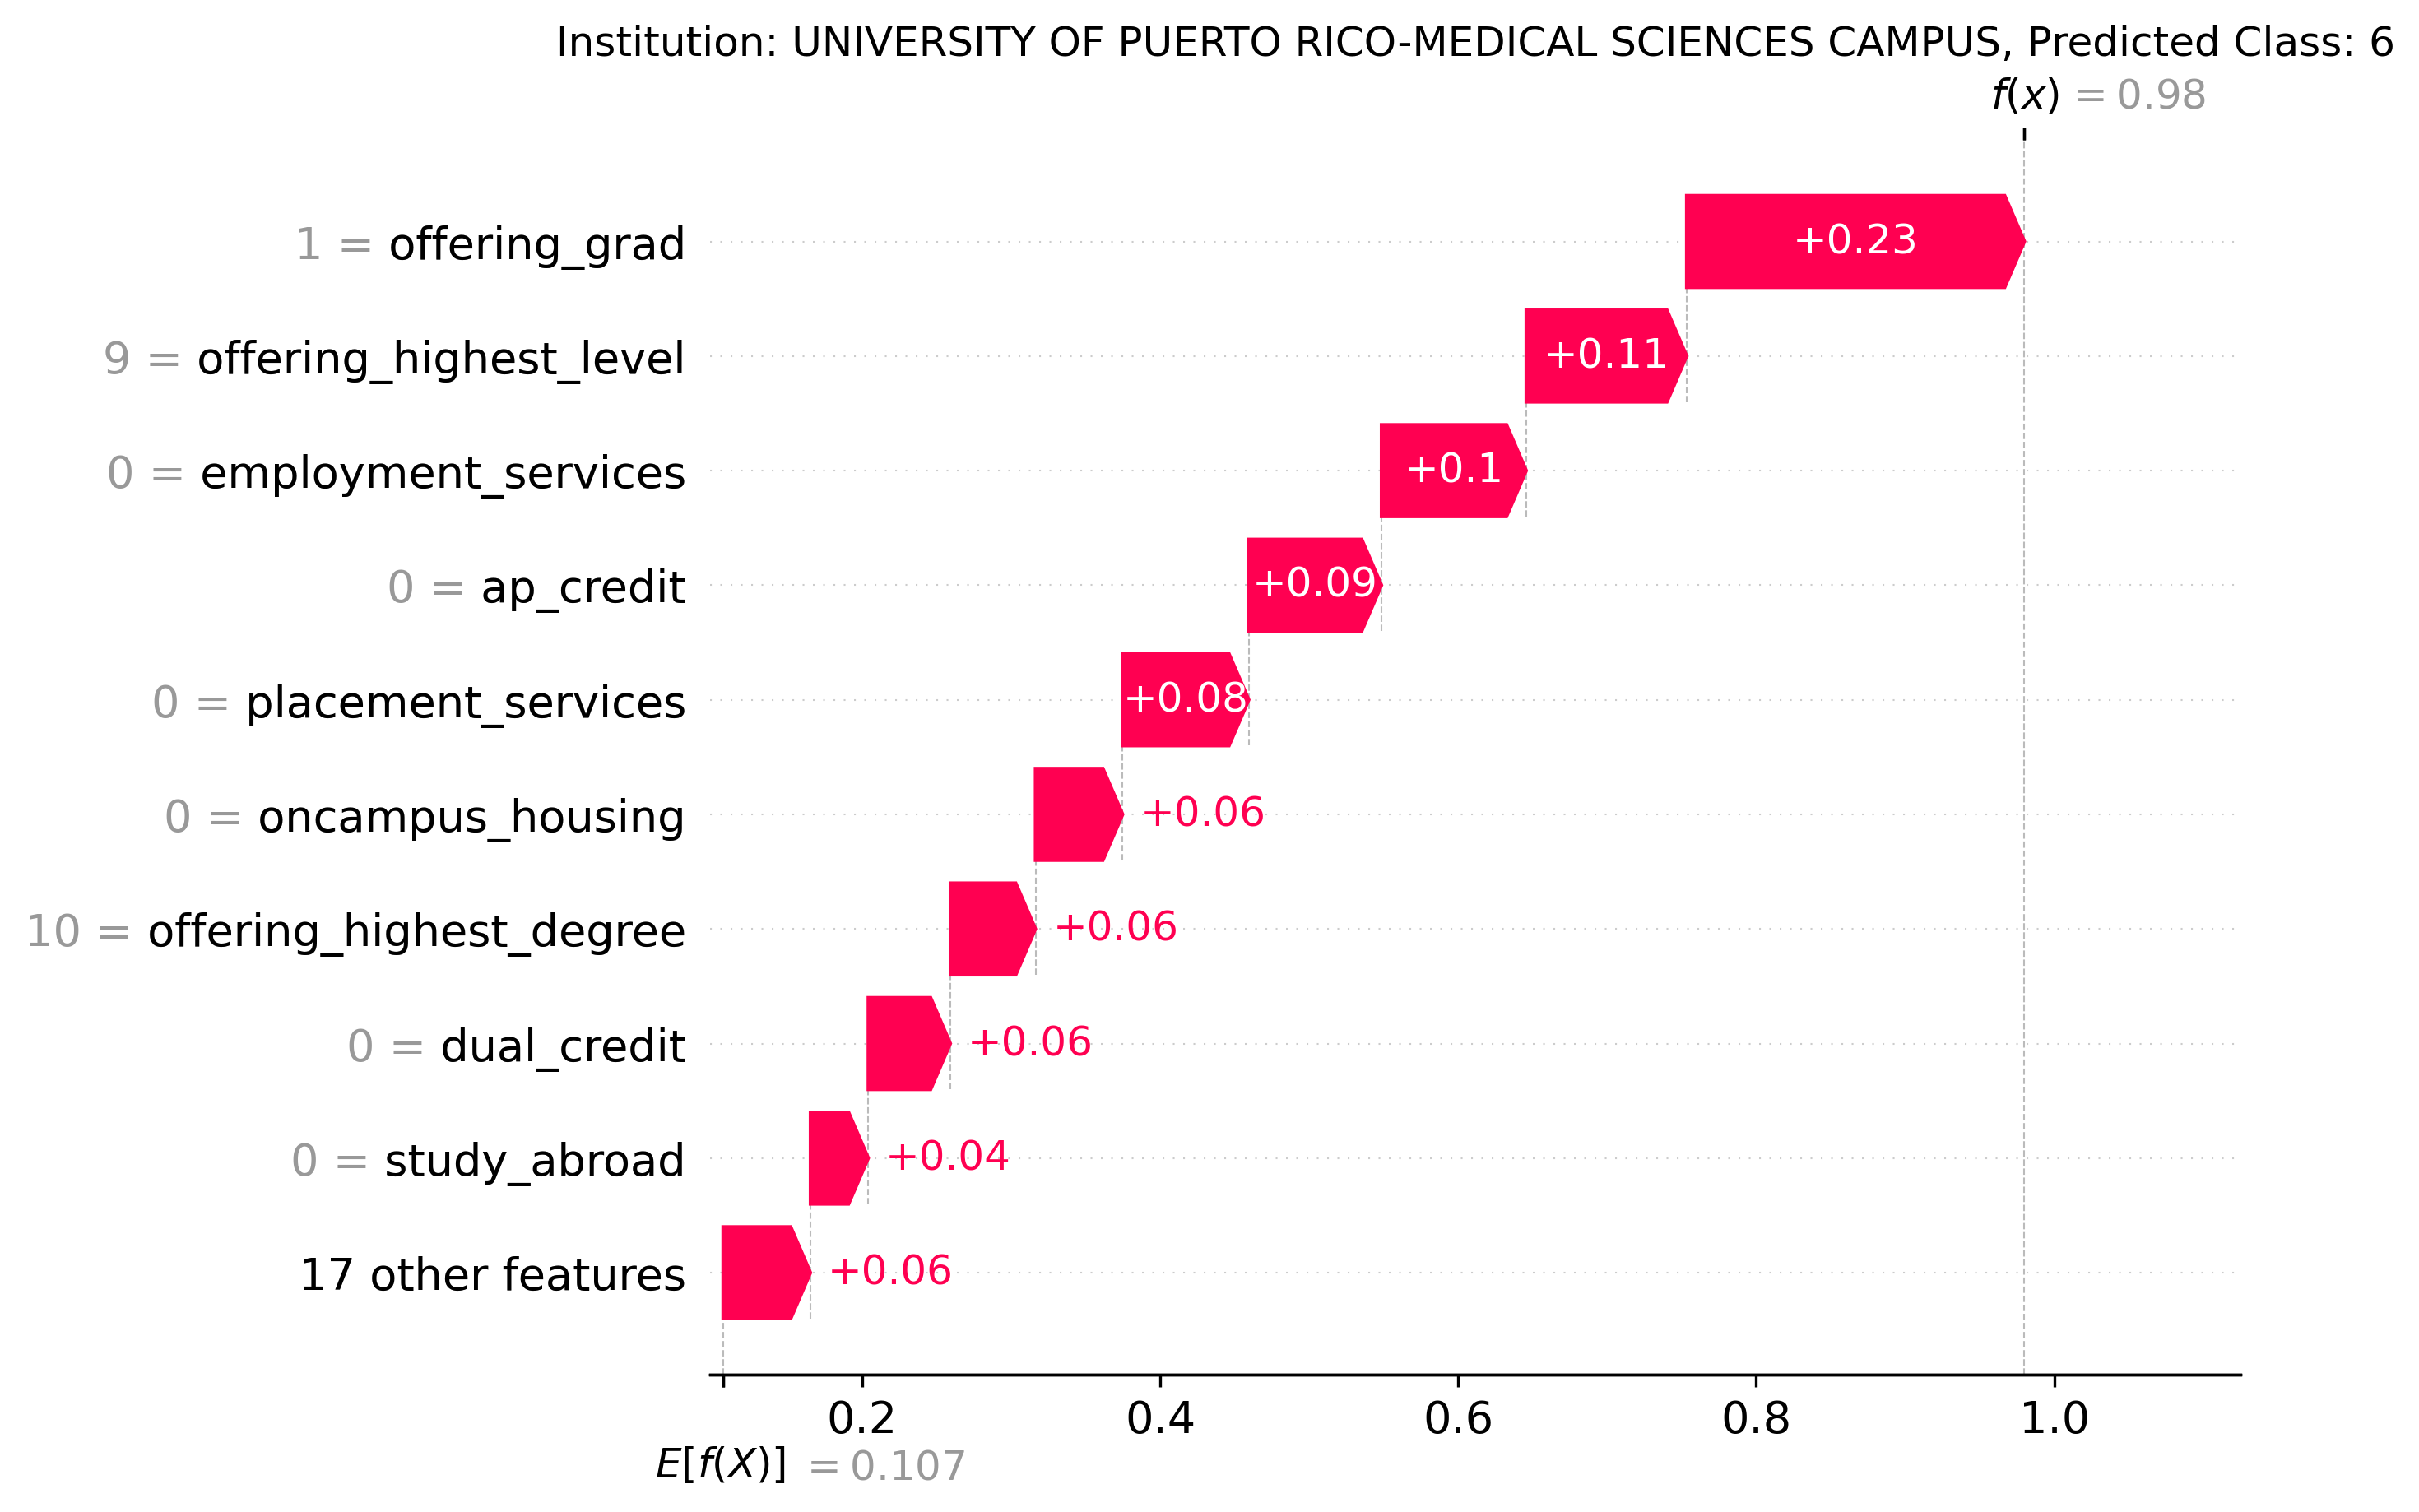 Institution: UNIVERSITY OF PUERTO RICO-MEDICAL SCIENCES CAMPUS, Predicted Class: 6
f(x) = 0.98
1 = offering_grad +0.23
9 = offering_highest_level +0.11
0 = employment_services +0.1
0 = ap_credit +0.09
0 = placement_services +0.08
0 = oncampus_housing +0.06
10 = offering_highest_degree +0.06
0 = dual_credit +0.06
0 = study_abroad +0.04
17 other features +0.06
0.2 0.4 0.6 0.8 1.0
E[f(X)] = 0.107